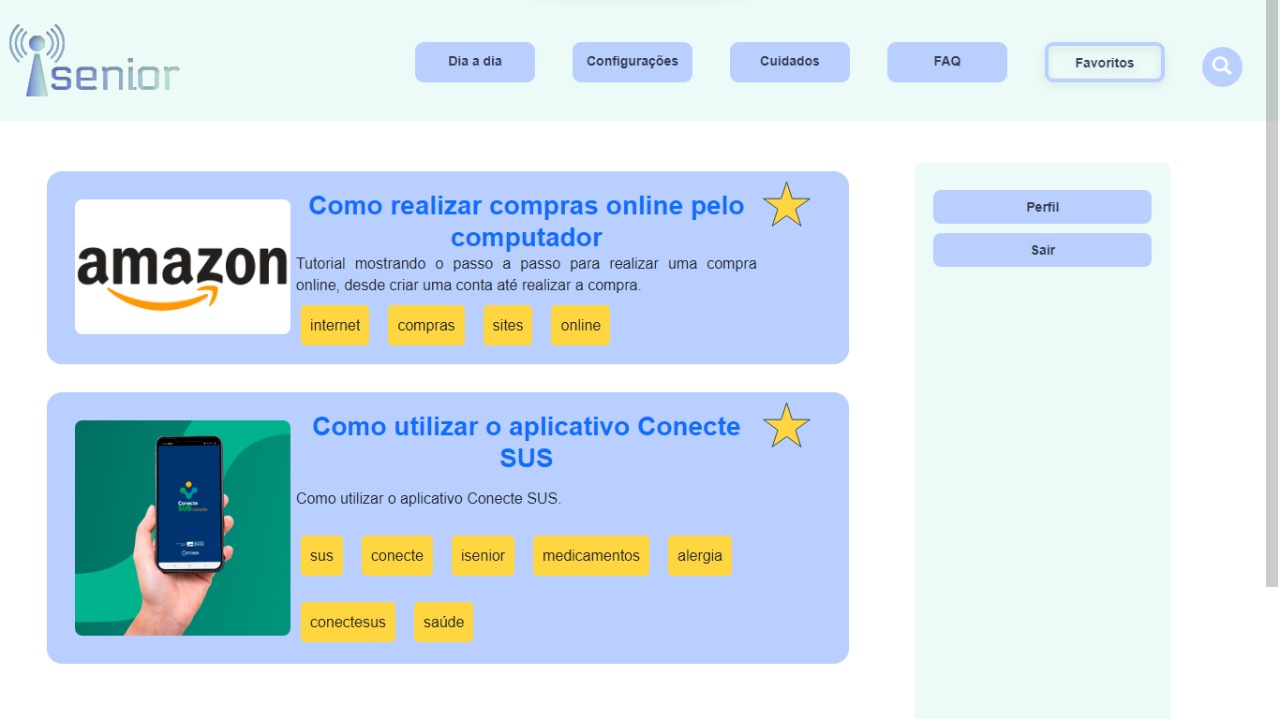 isenior
Dia a dia
Configurações
Cuidados
FAQ
Favoritos
Como realizar compras online pelo
computador
amazon
Tutorial mostrando o passo a passo para realizar uma compra
online, desde criar uma conta até realizar a compra.
internet
compras
sites
online
Como utilizar o aplicativo Conecte
SUS
Conecte
SUS
Como utilizar o aplicativo Conecte SUS.
sus
conecte
isenior
medicamentos
alergia
conectesus
saúde
Perfil
Sair